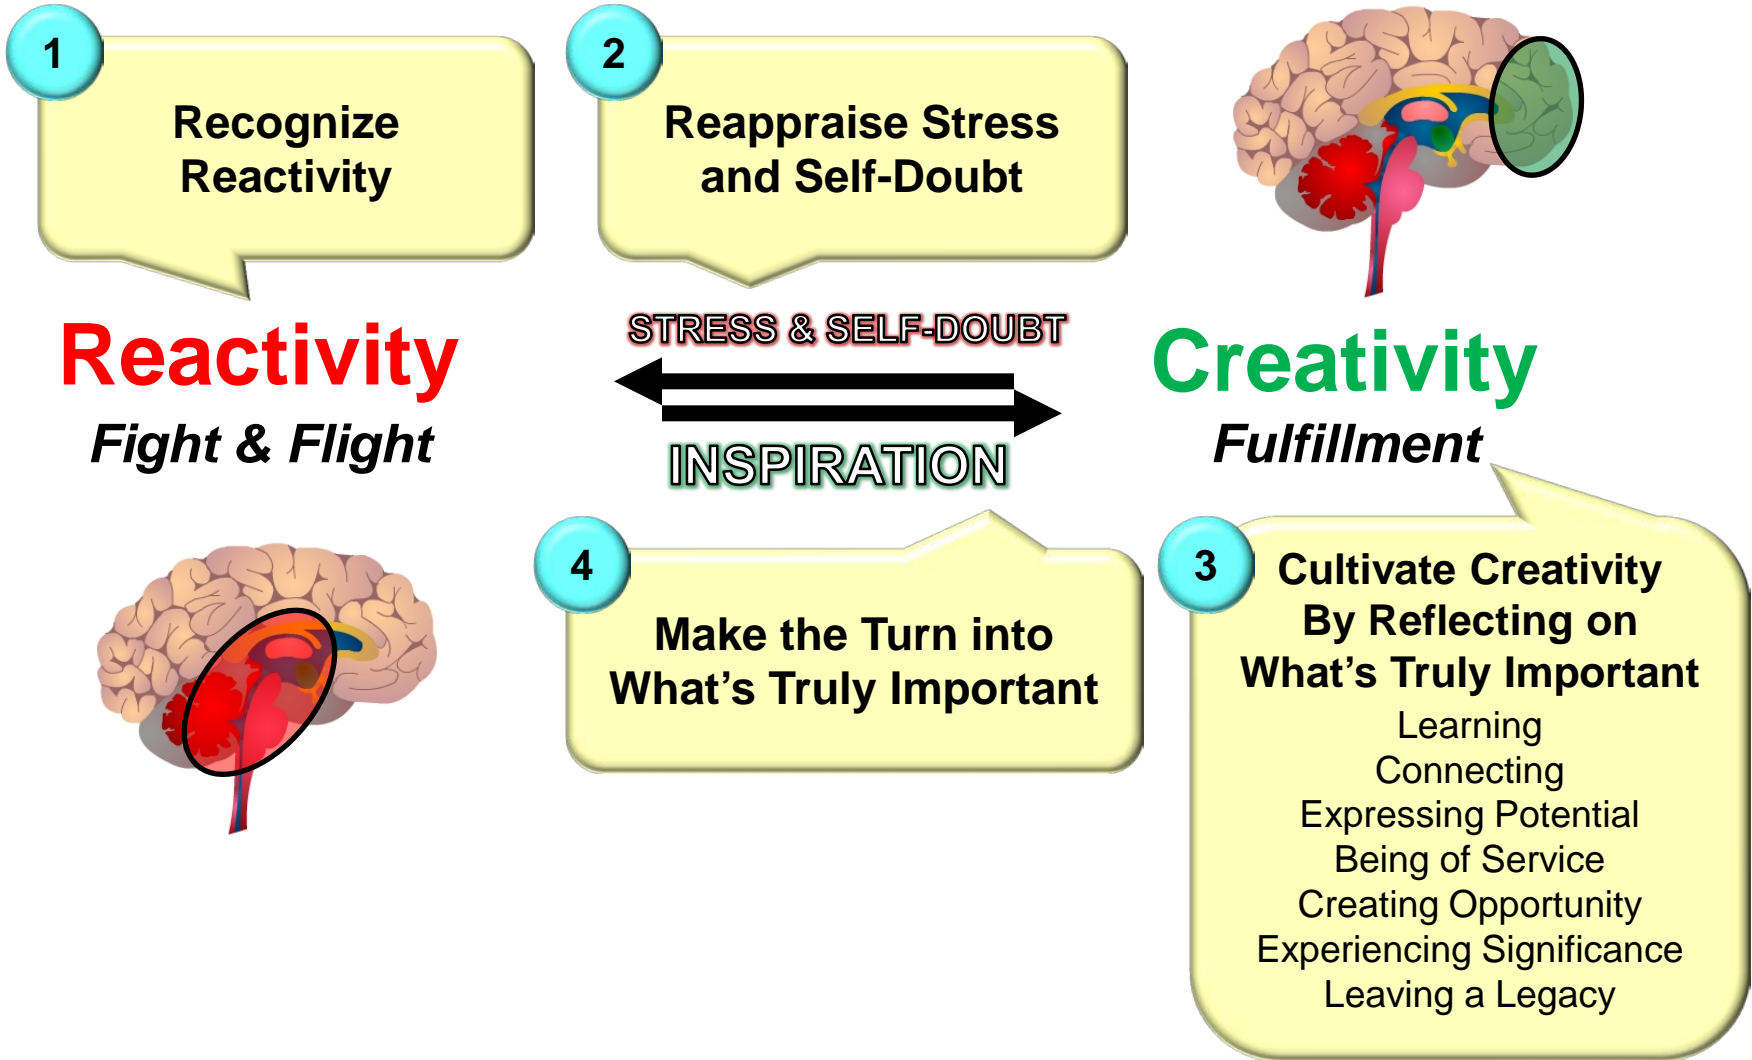 1
Recognize
Reactivity
2
Reappraise Stress
and Self-Doubt
Reactivity
Fight & Flight
STRESS & SELF-DOUBT
INSPIRATION
Creativity
Fulfillment
4
Make the Turn into
What’s Truly Important
3
Cultivate Creativity
By Reflecting on
What’s Truly Important
Learning
Connecting
Expressing Potential
Being of Service
Creating Opportunity
Experiencing Significance
Leaving a Legacy